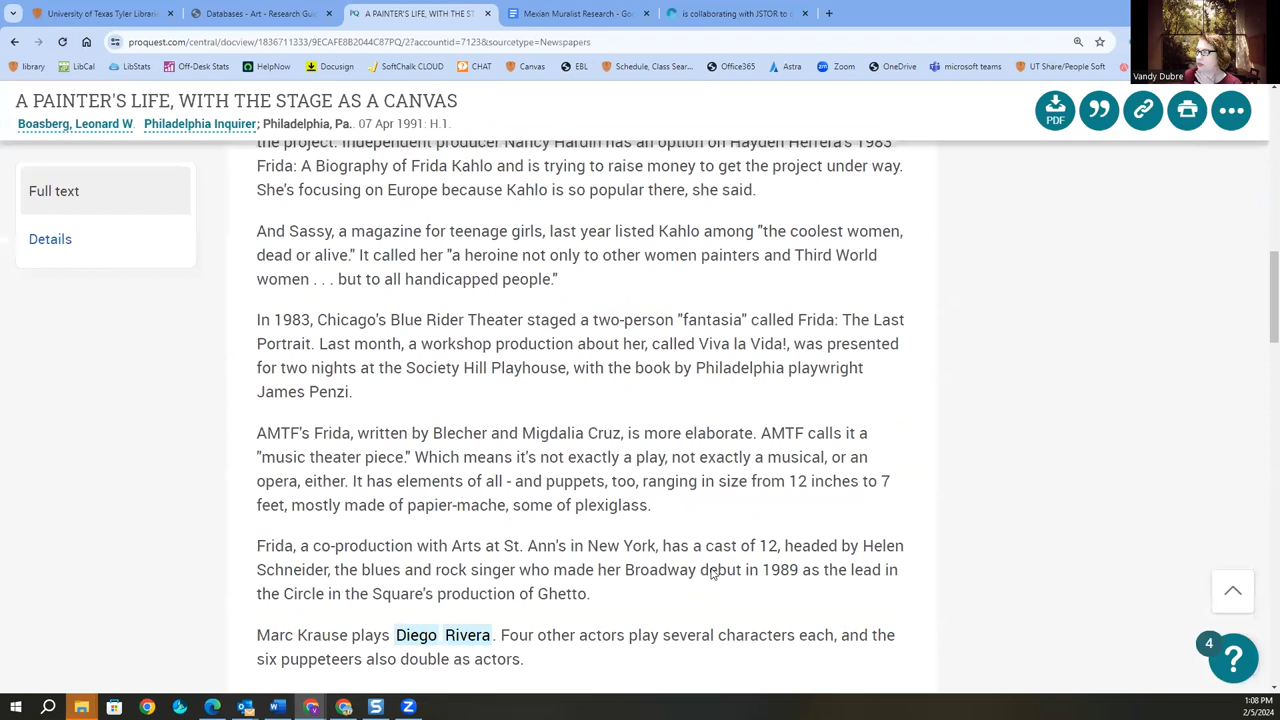 University of Texas Tyler Librarie
Databases - Art - Research Guid
A PAINTER'S LIFE, WITH THE ST
Mexian Muralist Research - Goo
is collaborating with JSTOR to d
proquest.com/central/docview/1836711333/9ECAFE8B2044C87PQ/2?accountid=7123&sourcetype=Newspapers
library
LibCal
LibStats
Off-Desk Stats
HelpNow
Docusign
SoftChalk CLOUD
CHAT
Canvas
EBL
Schedule, Class Sear...
Office365
Astra
Zoom
OneDrive
microsoft teams
UT Share/People Soft
Vandy Dubre
A PAINTER'S LIFE, WITH THE STAGE AS A CANVAS
Boasberg, Leonard W. Philadelphia Inquirer; Philadelphia, Pa.. 07 Apr 1991: H.1.
PDF
Full text
Details
the project. Independent producer Nancy Hardin has an option on Hayden Herrera's 1983
Frida: A Biography of Frida Kahlo and is trying to raise money to get the project under way.
She's focusing on Europe because Kahlo is so popular there, she said.
And Sassy, a magazine for teenage girls, last year listed Kahlo among "the coolest women,
dead or alive." It called her "a heroine not only to other women painters and Third World
women . . . but to all handicapped people."
In 1983, Chicago's Blue Rider Theater staged a two-person "fantasia" called Frida: The Last
Portrait. Last month, a workshop production about her, called Viva la Vida!, was presented
for two nights at the Society Hill Playhouse, with the book by Philadelphia playwright
James Penzi.
AMTF's Frida, written by Blecher and Migdalia Cruz, is more elaborate. AMTF calls it a
"music theater piece." Which means it's not exactly a play, not exactly a musical, or an
opera, either. It has elements of all - and puppets, too, ranging in size from 12 inches to 7
feet, mostly made of papier-mache, some of plexiglass.
Frida, a co-production with Arts at St. Ann's in New York, has a cast of 12, headed by Helen
Schneider, the blues and rock singer who made her Broadway debut in 1989 as the lead in
the Circle in the Square's production of Ghetto.
Marc Krause plays Diego Rivera. Four other actors play several characters each, and the
six puppeteers also double as actors.
4
?
1:08 PM
2/5/2024